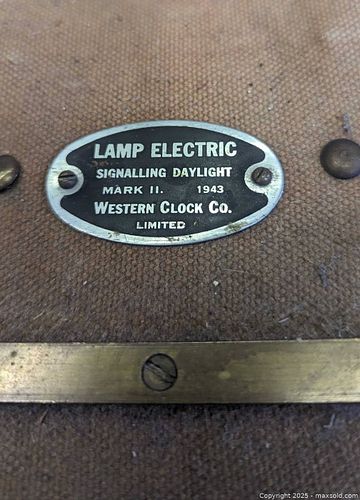 LAMP ELECTRIC
SIGNALLING DAYLIGHT
MARK II. 1943
WESTERN CLOCK CO.
LIMITED
Copyright © 2025 - maxsold.com